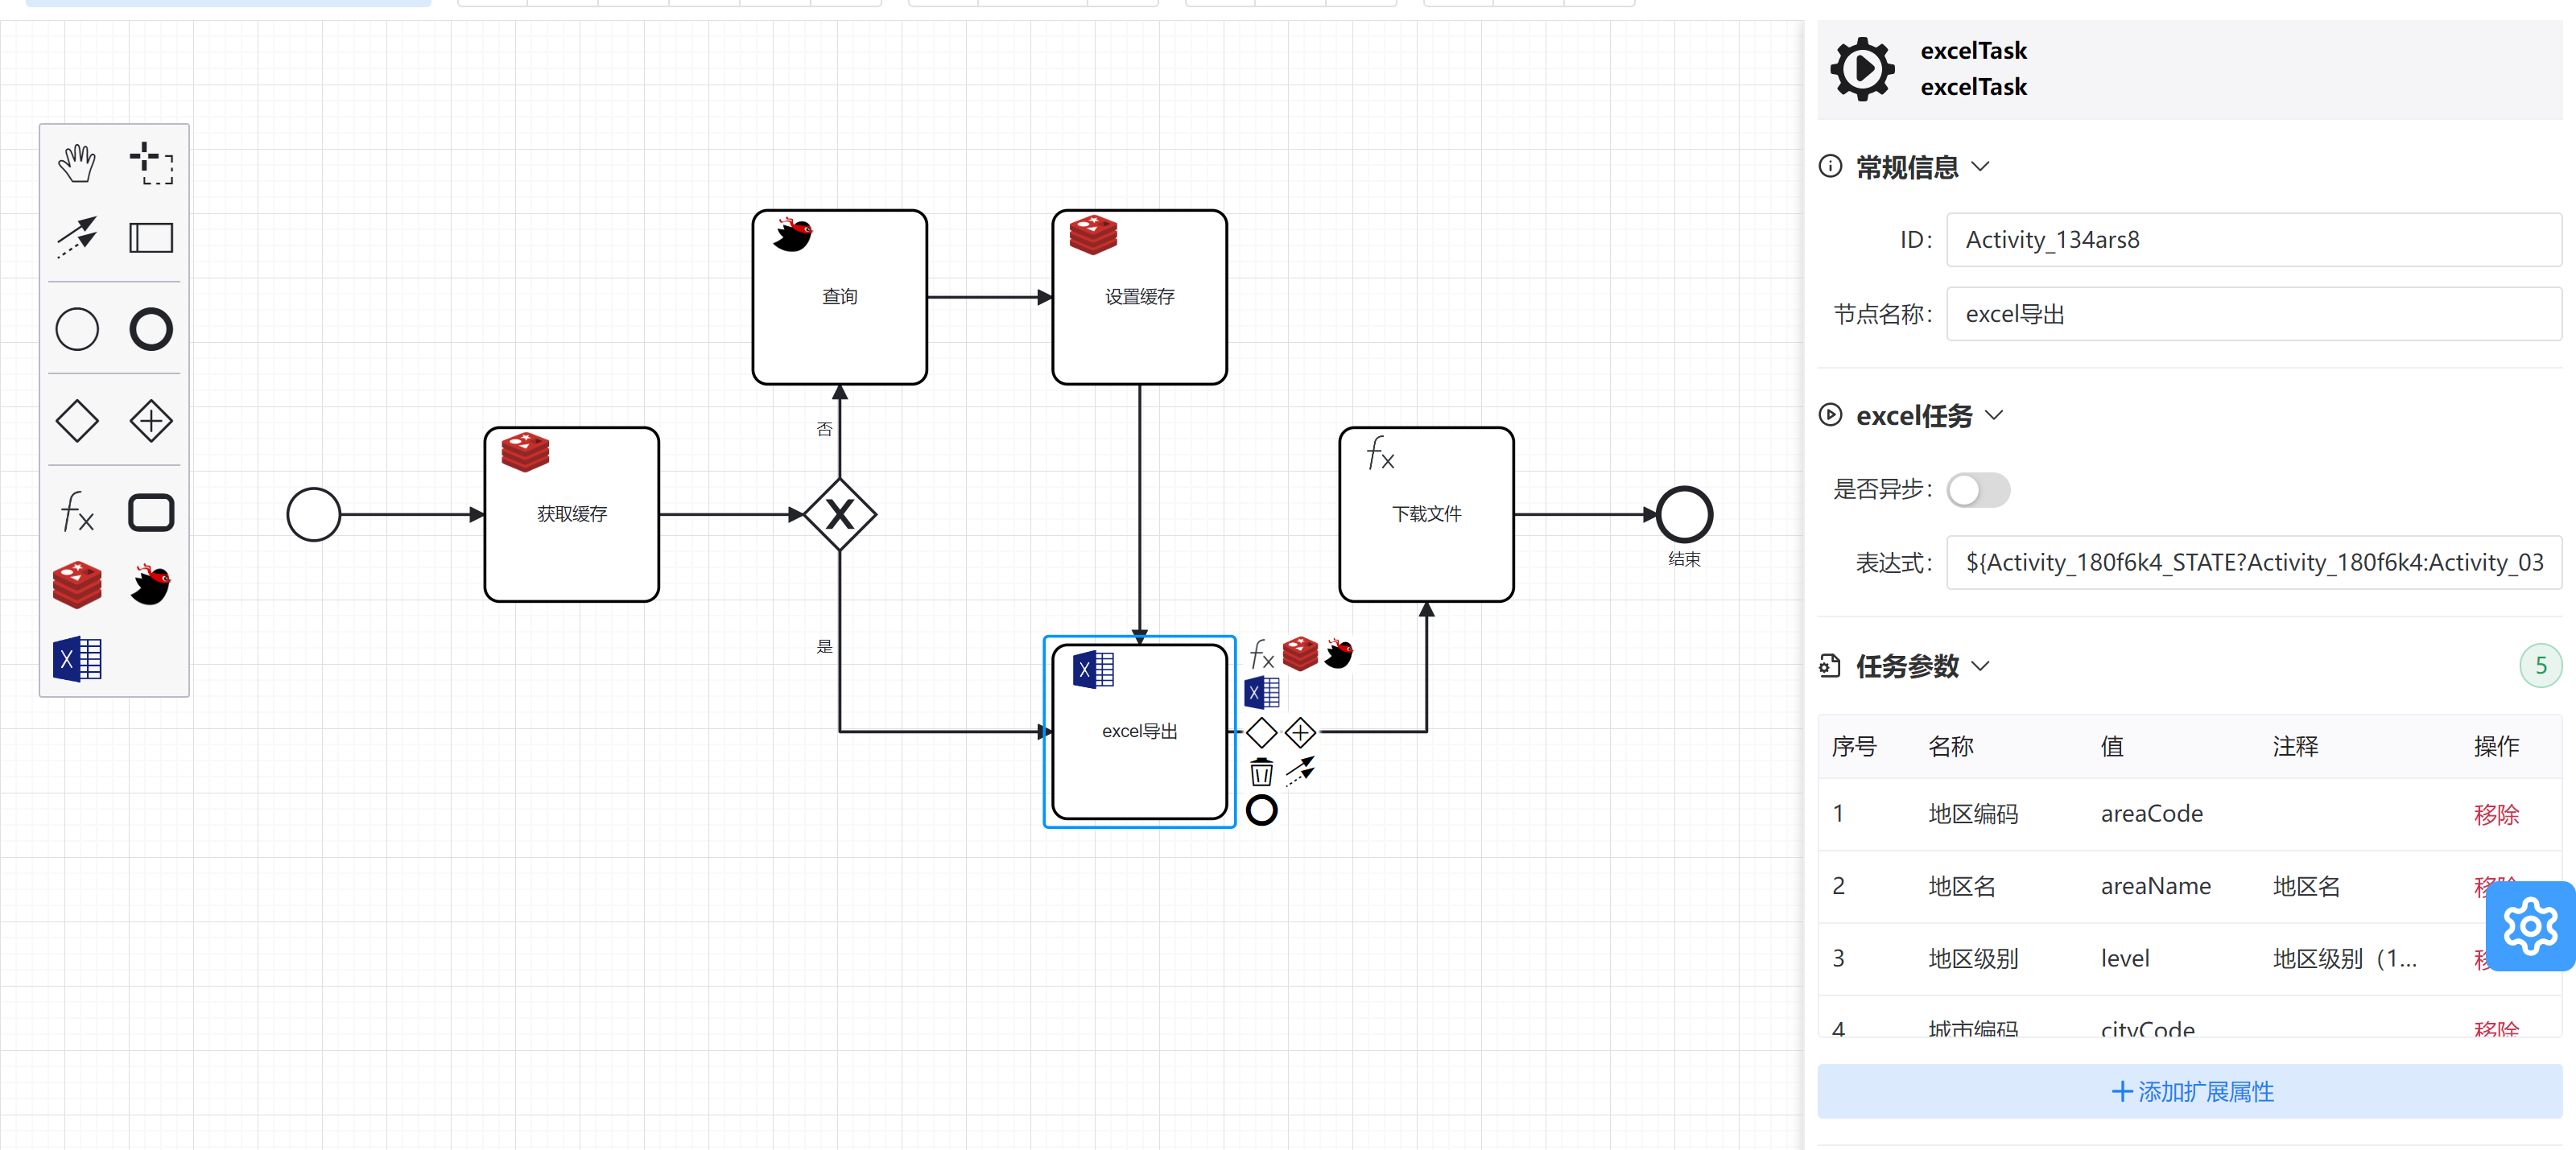 查询
设置缓存
否
获取缓存
下载文件
结束
是
excel导出
excelTask
excelTask
常规信息
ID:
Activity_134ars8
节点名称:
excel导出
excel任务
是否异步:
表达式:
${Activity_180f6k4_STATE?Activity_180f6k4:Activity_03
任务参数
5
序号 名称 值 注释 操作
1 地区编码 areaCode 移除
2 地区名 areaName 地区名 移除
3 地区级别 level 地区级别（1... 移
4 城市编码 cityCode 移除
添加扩展属性